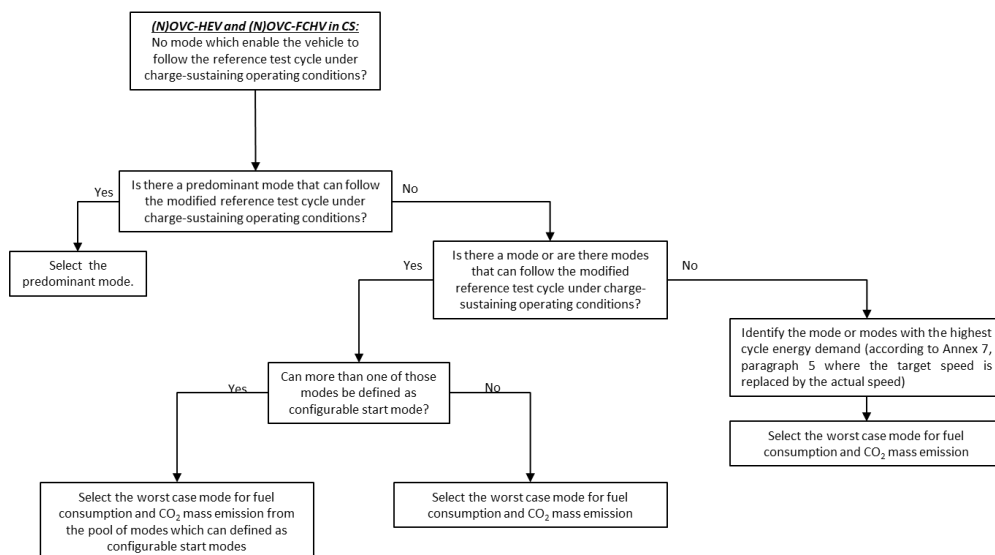 (N)OVC-HEV and (N)OVC-FCHV in CS:
No mode which enable the vehicle to
follow the reference test cycle under
charge-sustaining operating conditions?
Yes
Is there a predominant mode that can follow
the modified reference test cycle under
charge-sustaining operating conditions?
No
Select the
predominant mode.
Yes
Is there a mode or are there modes
that can follow the modified
reference test cycle under charge-
sustaining operating conditions?
No
Identify the mode or modes with the highest
cycle energy demand (according to Annex 7,
paragraph 5 where the target speed is
replaced by the actual speed)
Yes
Can more than one of those
modes be defined as
configurable start mode?
No
Select the worst case mode for fuel
consumption and CO₂ mass emission
Select the worst case mode for fuel
consumption and CO₂ mass emission from
the pool of modes which can defined as
configurable start modes
Select the worst case mode for fuel
consumption and CO₂ mass emission